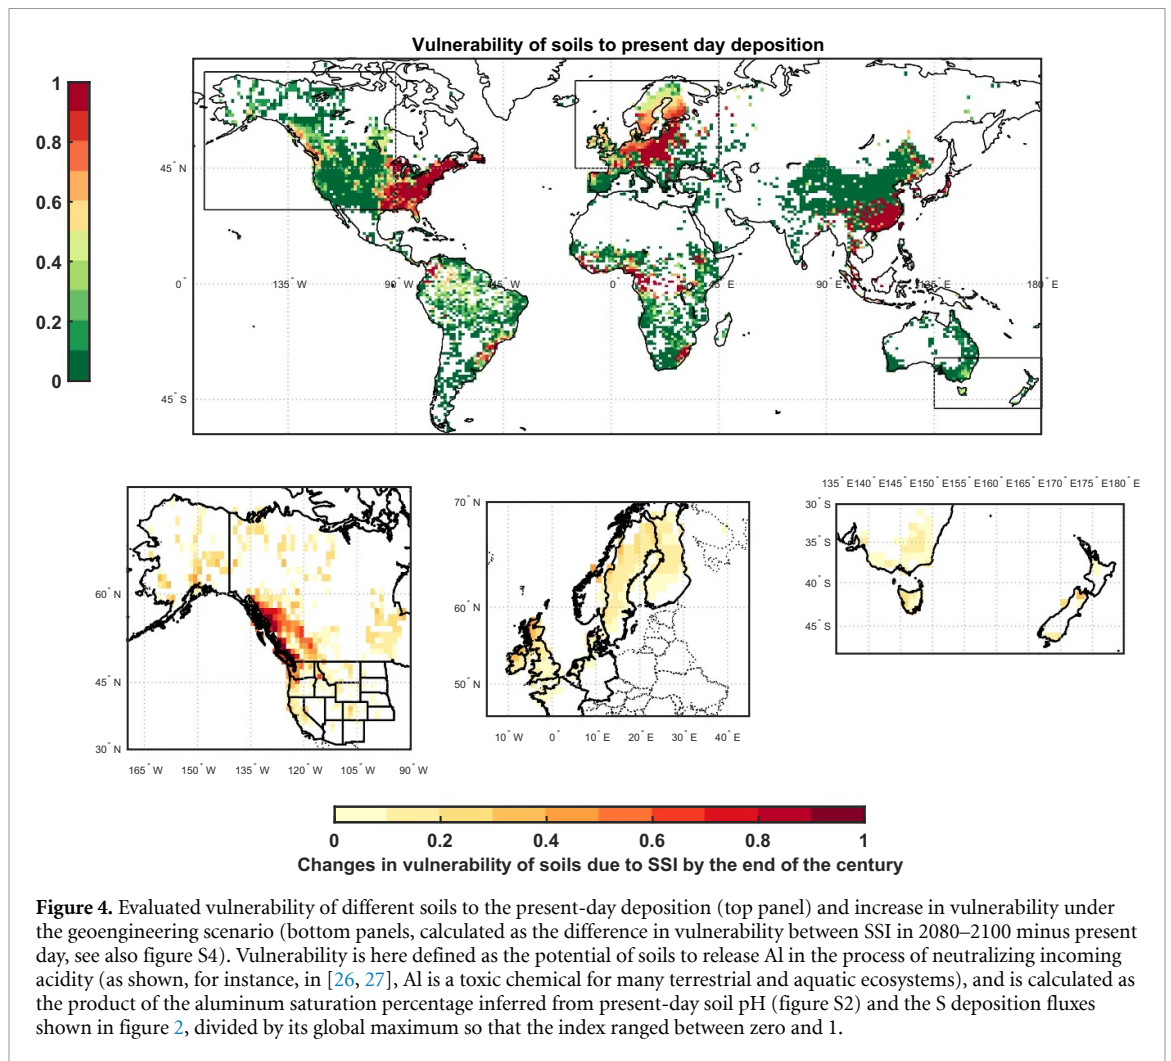 Vulnerability of soils to present day deposition
1
0.8
0.6
0.4
0.2
0
45° N
0°
45° S
135° W
90° W
45° W
0
45° E
90° E
135° E
180° E
60° N
45° N
30° N
165° W
150° W
135° W
120° W
105° W
90° W
70° N
60° N
50° N
10° W
0°
10° E
20° E
30° E
40° E
135° E
140° E
145° E
150° E
155° E
160° E
165° E
170° E
175° E
180° E
30° S
35° S
40° S
45° S
0 0.2 0.4 0.6 0.8 1
Changes in vulnerability of soils due to SSI by the end of the century
Figure 4. Evaluated vulnerability of different soils to the present-day deposition (top panel) and increase in vulnerability under
the geoengineering scenario (bottom panels, calculated as the difference in vulnerability between SSI in 2080–2100 minus present
day, see also figure S4). Vulnerability is here defined as the potential of soils to release Al in the process of neutralizing incoming
acidity (as shown, for instance, in [26, 27], Al is a toxic chemical for many terrestrial and aquatic ecosystems), and is calculated as
the product of the aluminum saturation percentage inferred from present-day soil pH (figure S2) and the S deposition fluxes
shown in figure 2, divided by its global maximum so that the index ranged between zero and 1.